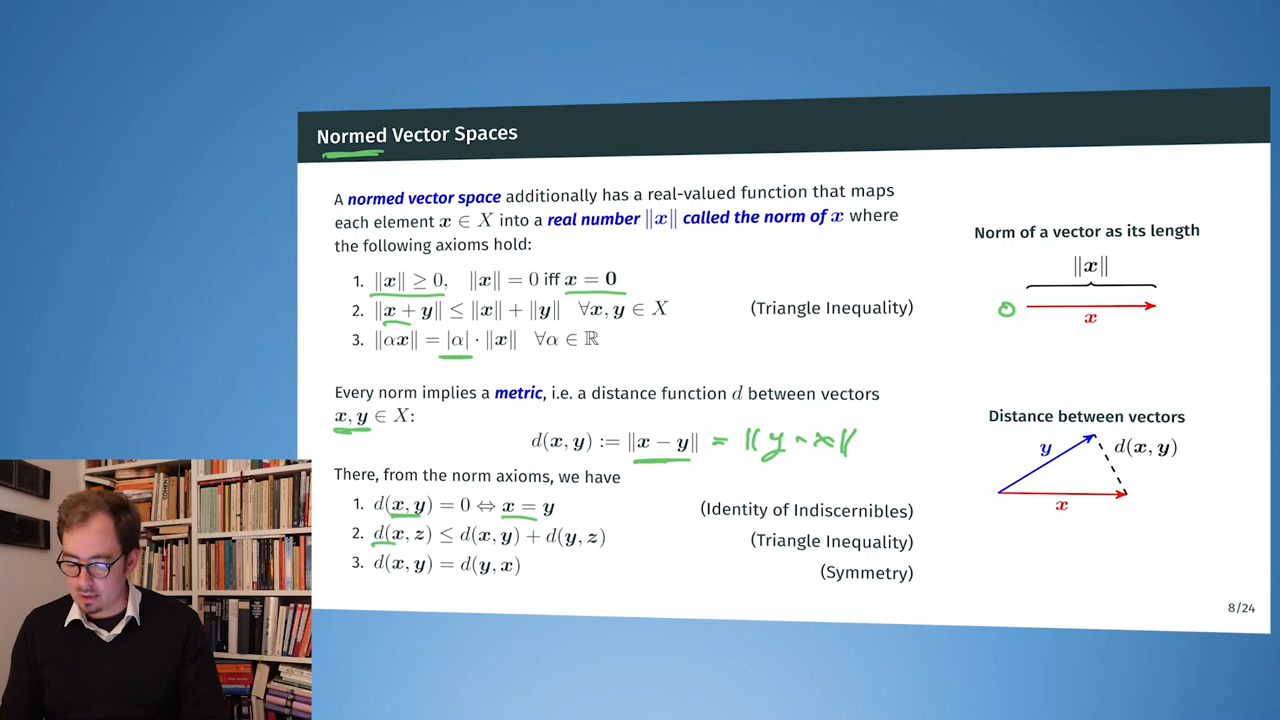 Normed Vector Spaces
A normed vector space additionally has a real-valued function that maps
each element x ∈ X into a real number ‖x‖ called the norm of x where
the following axioms hold:
1. ‖x‖ ≥ 0, ‖x‖ = 0 iff x = 0
2. ‖x + y‖ ≤ ‖x‖ + ‖y‖ ∀x, y ∈ X (Triangle Inequality)
3. ‖αx‖ = |α| · ‖x‖ ∀α ∈ ℝ
Every norm implies a metric, i.e. a distance function d between vectors
x, y ∈ X:
d(x, y) := ‖x − y‖ = ‖y - x‖
There, from the norm axioms, we have
1. d(x, y) = 0 ⇔ x = y (Identity of Indiscernibles)
2. d(x, z) ≤ d(x, y) + d(y, z) (Triangle Inequality)
3. d(x, y) = d(y, x) (Symmetry)
Norm of a vector as its length
‖x‖
0
x
Distance between vectors
y d(x, y)
x
8/24